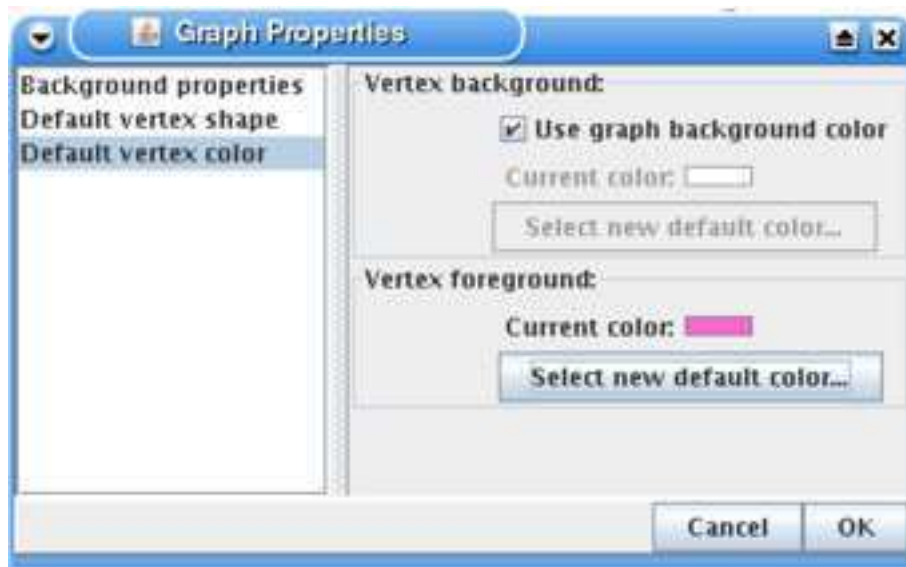 Graph Properties
Background properties
Default vertex shape
Default vertex color
Vertex background:
Use graph background color
Current color:
Select new default color...
Vertex foreground:
Current color:
Select new default color...
Cancel
OK